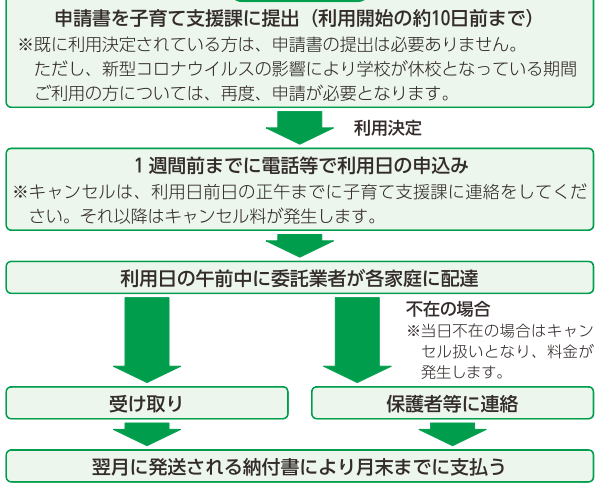 申請書を子育て支援課に提出（利用開始の約10日前まで）
※既に利用決定されている方は、申請書の提出は必要ありません。
ただし、新型コロナウイルスの影響により学校が休校となっている期間
ご利用の方については、再度、申請が必要となります。
利用決定
１週間前までに電話等で利用日の申込み
※キャンセルは、利用日前日の正午までに子育て支援課に連絡をしてくだ
さい。それ以降はキャンセル料が発生します。
利用日の午前中に委託業者が各家庭に配達
不在の場合
※当日不在の場合はキャン
セル扱いとなり、料金が
発生します。
受け取り
保護者等に連絡
翌月に発送される納付書により月末までに支払う